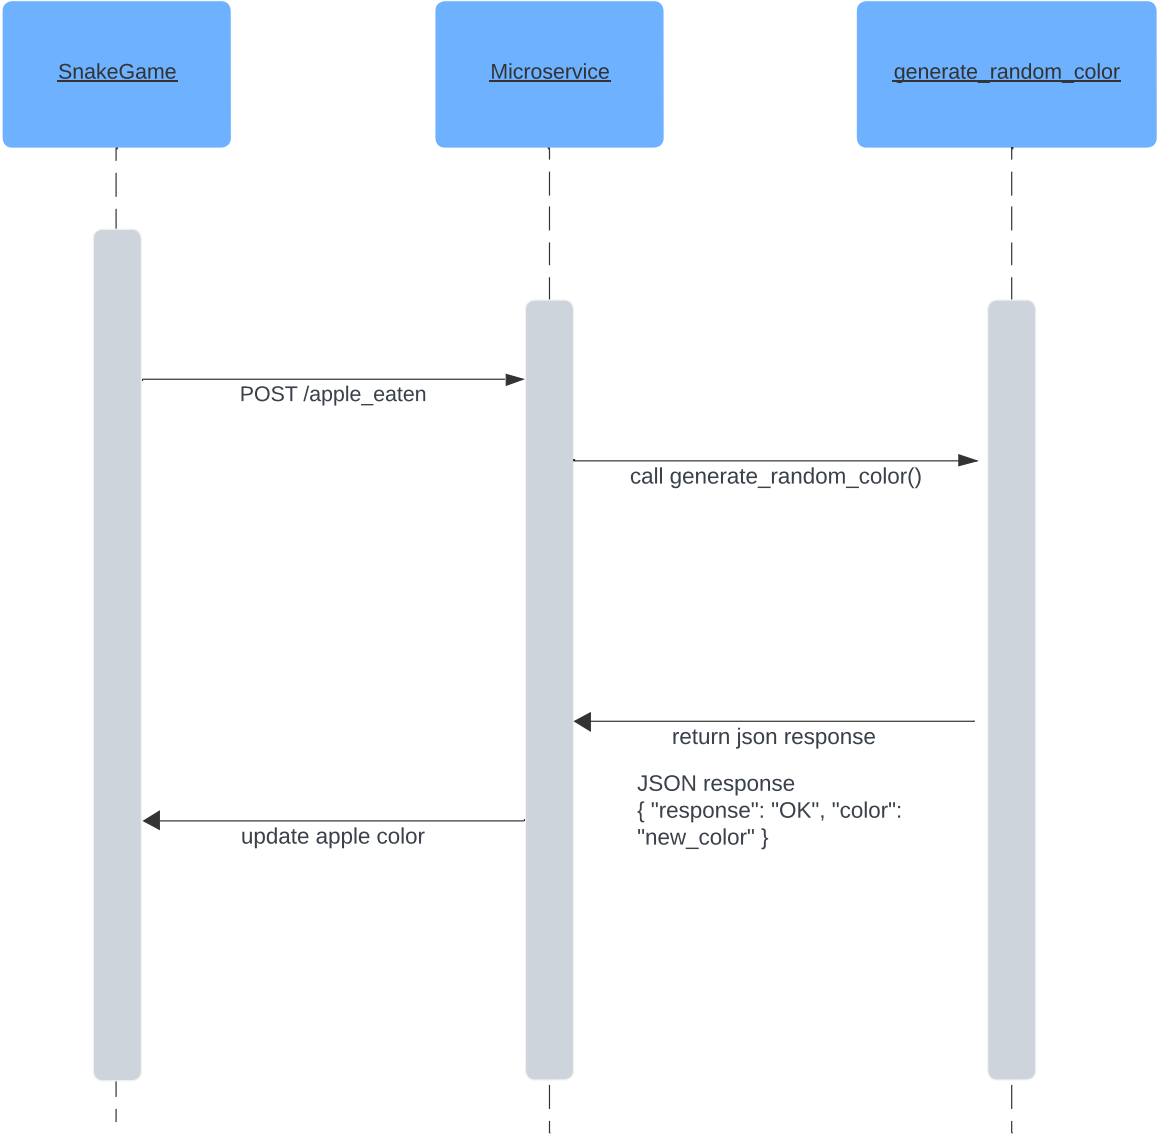 SnakeGame
Microservice
generate_random_color
POST /apple_eaten
call generate_random_color()
return json response
JSON response
{ "response": "OK", "color":
"new_color" }
update apple color